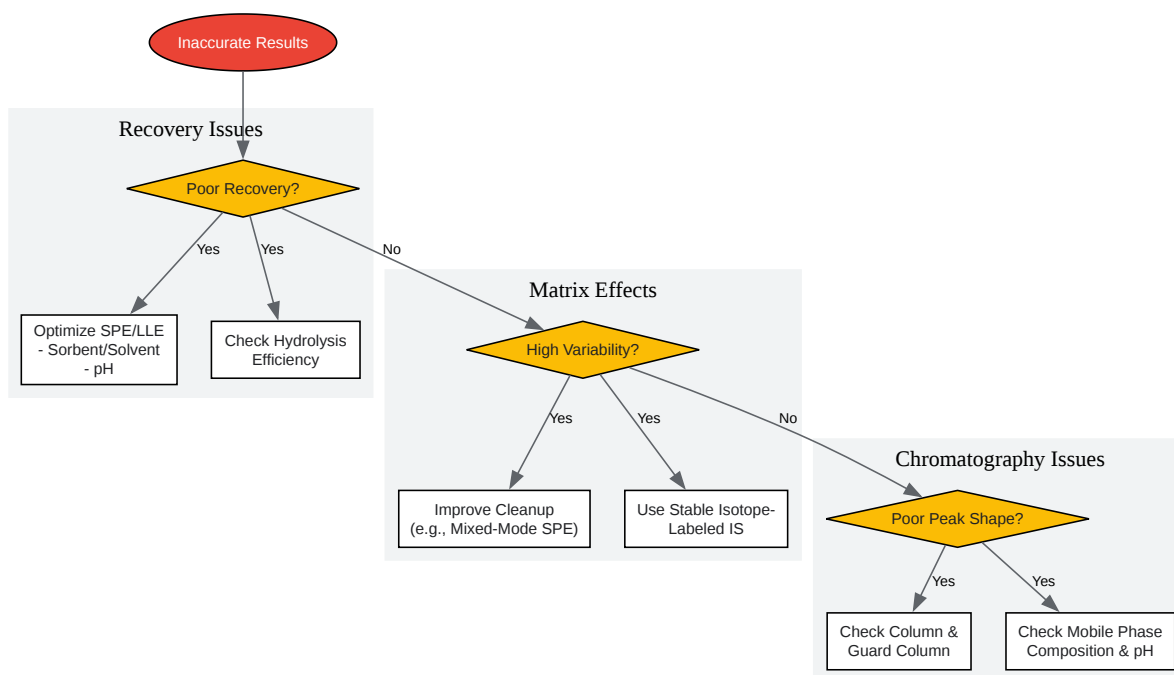 Inaccurate Results
Recovery Issues
Poor Recovery?
Yes
Yes
No
Optimize SPE/LLE
- Sorbent/Solvent
- pH
Check Hydrolysis
Efficiency
Matrix Effects
High Variability?
Yes
Yes
No
Improve Cleanup
(e.g., Mixed-Mode SPE)
Use Stable Isotope-
Labeled IS
Chromatography Issues
Poor Peak Shape?
Yes
Yes
Check Column &
Guard Column
Check Mobile Phase
Composition & pH